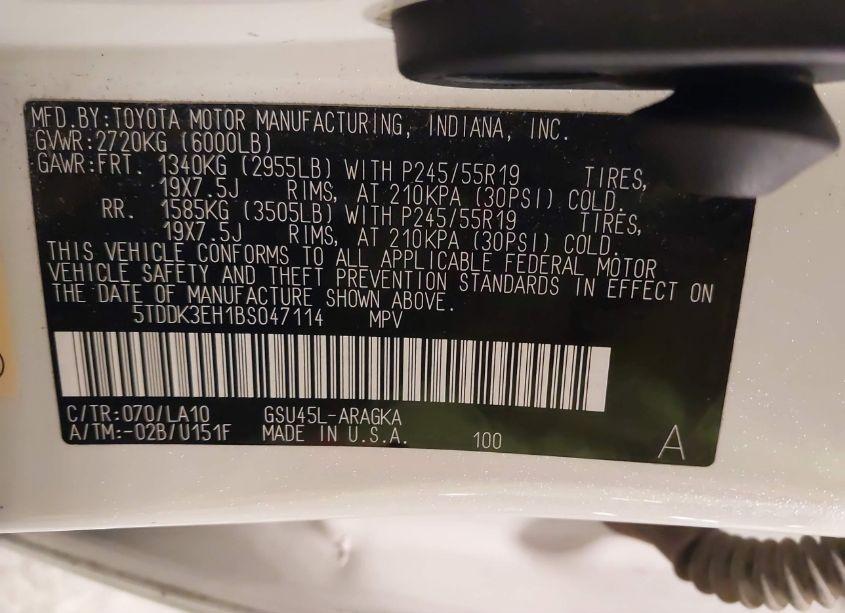 MFD.BY:TOYOTA MOTOR MANUFACTURING, INDIANA, INC.
GVWR:2720KG (6000LB)
GAWR:FRT. 1340KG (2955LB) WITH P245/55R19 TIRES,
19X7.5J RIMS, AT 210KPA (30PSI) COLD.
RR. 1585KG (3505LB) WITH P245/55R19 TIRES,
19X7.5J RIMS, AT 210KPA (30PSI) COLD.
THIS VEHICLE CONFORMS TO ALL APPLICABLE FEDERAL MOTOR
VEHICLE SAFETY AND THEFT PREVENTION STANDARDS IN EFFECT ON
THE DATE OF MANUFACTURE SHOWN ABOVE.
5TDDK3EH1BS047114 MPV
C/TR:070/LA10 GSU45L-ARAGKA
A/TM:-02B/U151F MADE IN U.S.A. 100 A